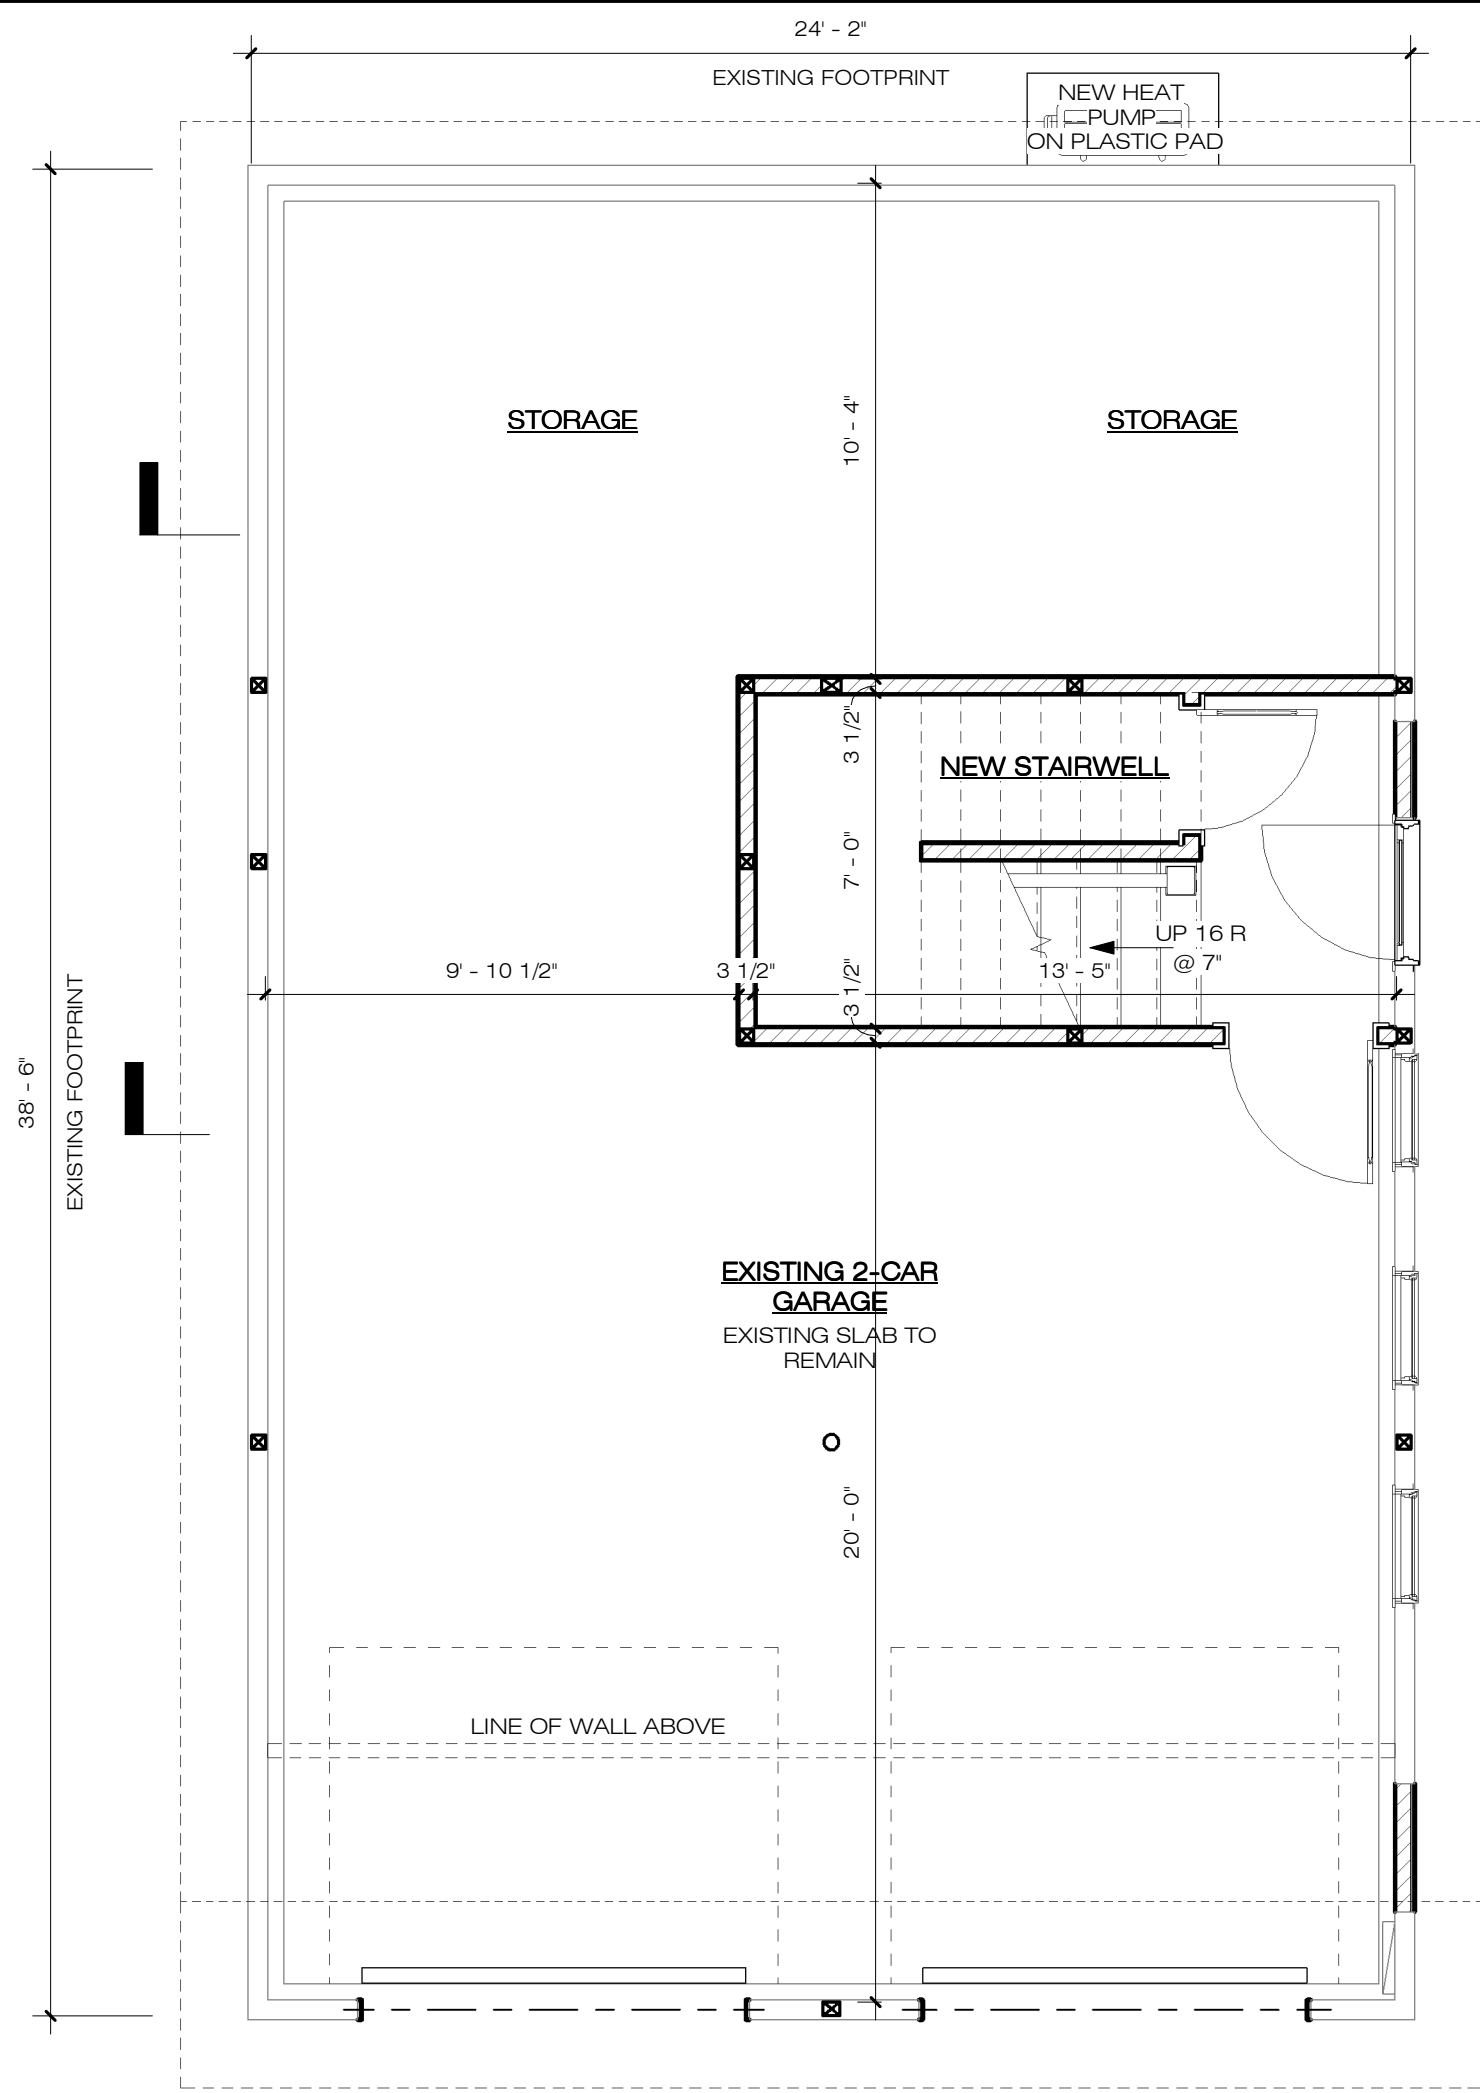 24' - 2"
EXISTING FOOTPRINT
NEW HEAT
PUMP
ON PLASTIC PAD
STORAGE
10' - 4"
STORAGE
3 1/2"
NEW STAIRWELL
7' - 0"
UP 16 R
@ 7"
9' - 10 1/2"
3 1/2"
3 1/2"
13' - 5"
38' - 6"
EXISTING FOOTPRINT
EXISTING 2-CAR
GARAGE
EXISTING SLAB TO
REMAIN
20' - 0"
LINE OF WALL ABOVE